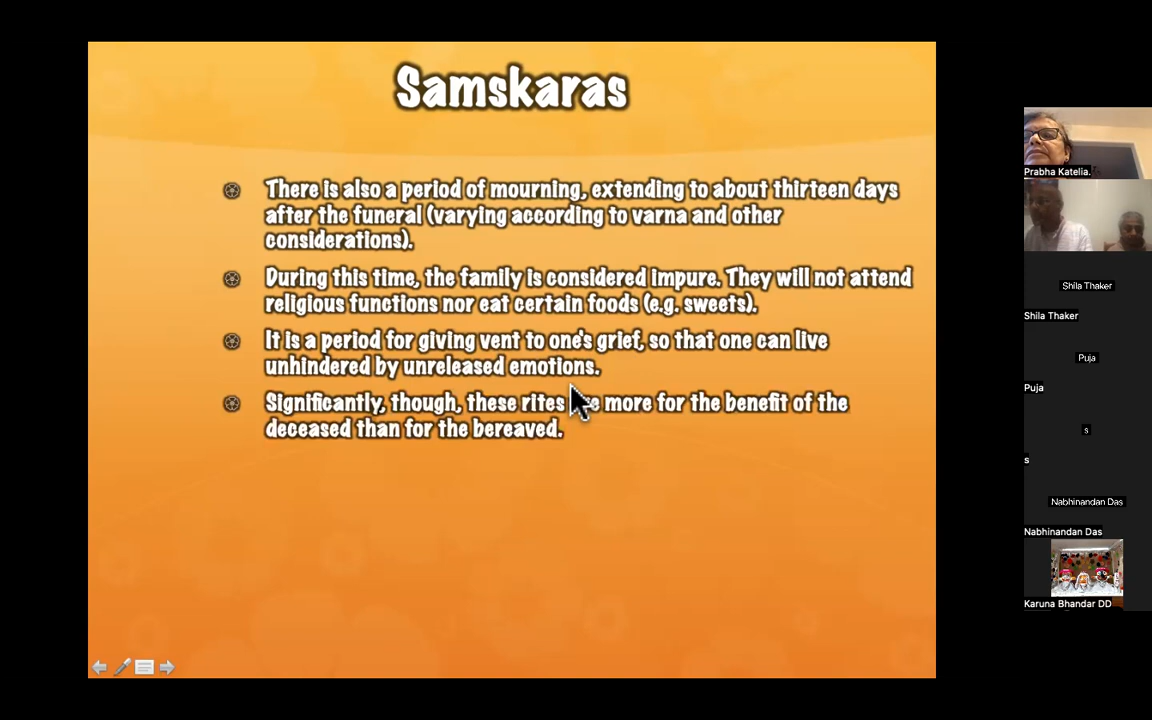 Samskaras
There is also a period of mourning, extending to about thirteen days
after the funeral (varying according to varna and other
considerations).
During this time, the family is considered impure. They will not attend
religious functions nor eat certain foods (e.g. sweets).
It is a period for giving vent to one's grief, so that one can live
unhindered by unreleased emotions.
Significantly, though, these rites more for the benefit of the
deceased than for the bereaved.
Prabha Katelia.
Shila Thaker
Shila Thaker
Puja
Puja
s
s
Nabhinandan Das
Nabhinandan Das
Karuna Bhandar DD